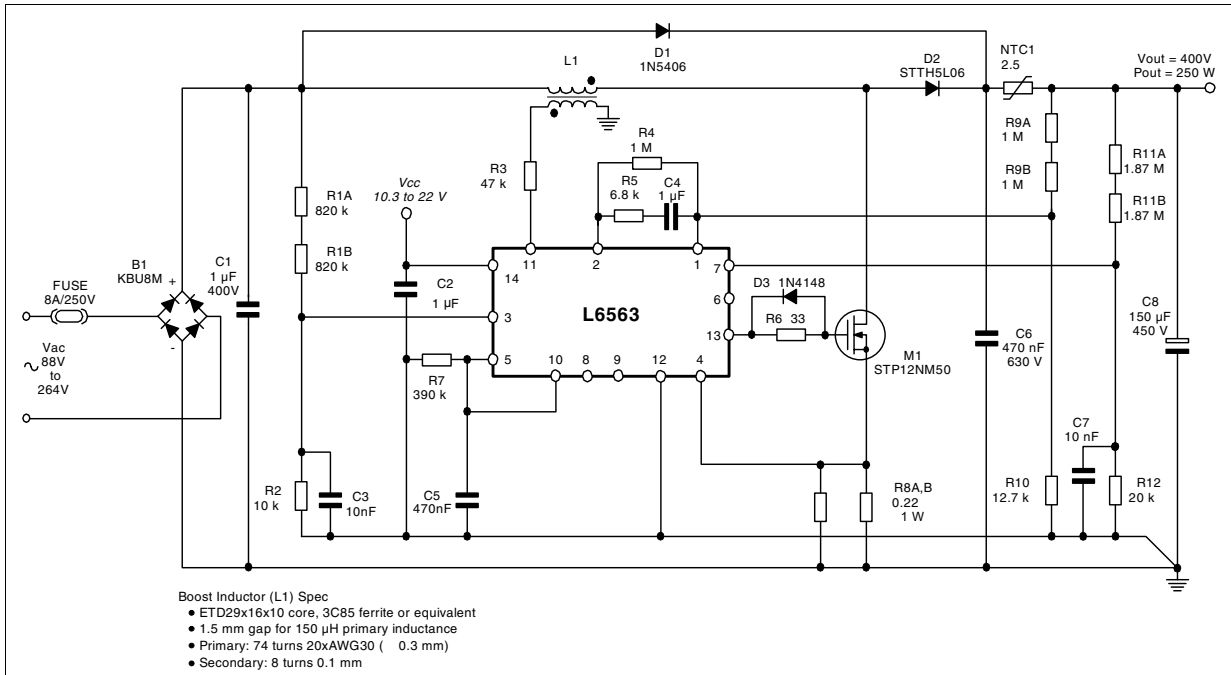 D1
1N5406
D2
STTH5L06
NTC1
2.5
Vout = 400V
Pout = 250 W
L1
R3
47 k
R4
1 M
R5
6.8 k
C4
1 µF
R9A
1 M
R9B
1 M
R11A
1.87 M
R11B
1.87 M
Vcc
10.3 to 22 V
R1A
820 k
R1B
820 k
B1
KBU8M
+
-
C1
1 µF
400V
FUSE
8A/250V
Vac
88V
to
264V
C2
1 µF
L6563
11
2
1
14
3
5
10
8
9
12
4
7
6
13
D3 1N4148
R6 33
M1
STP12NM50
C6
470 nF
630 V
C8
150 µF
450 V
R7
390 k
C7
10 nF
R2
10 k
C3
10nF
C5
470nF
R8A,B
0.22
1 W
R10
12.7 k
R12
20 k
Boost Inductor (L1) Spec
● ETD29x16x10 core, 3C85 ferrite or equivalent
● 1.5 mm gap for 150 µH primary inductance
● Primary: 74 turns 20xAWG30 ( 0.3 mm)
● Secondary: 8 turns 0.1 mm